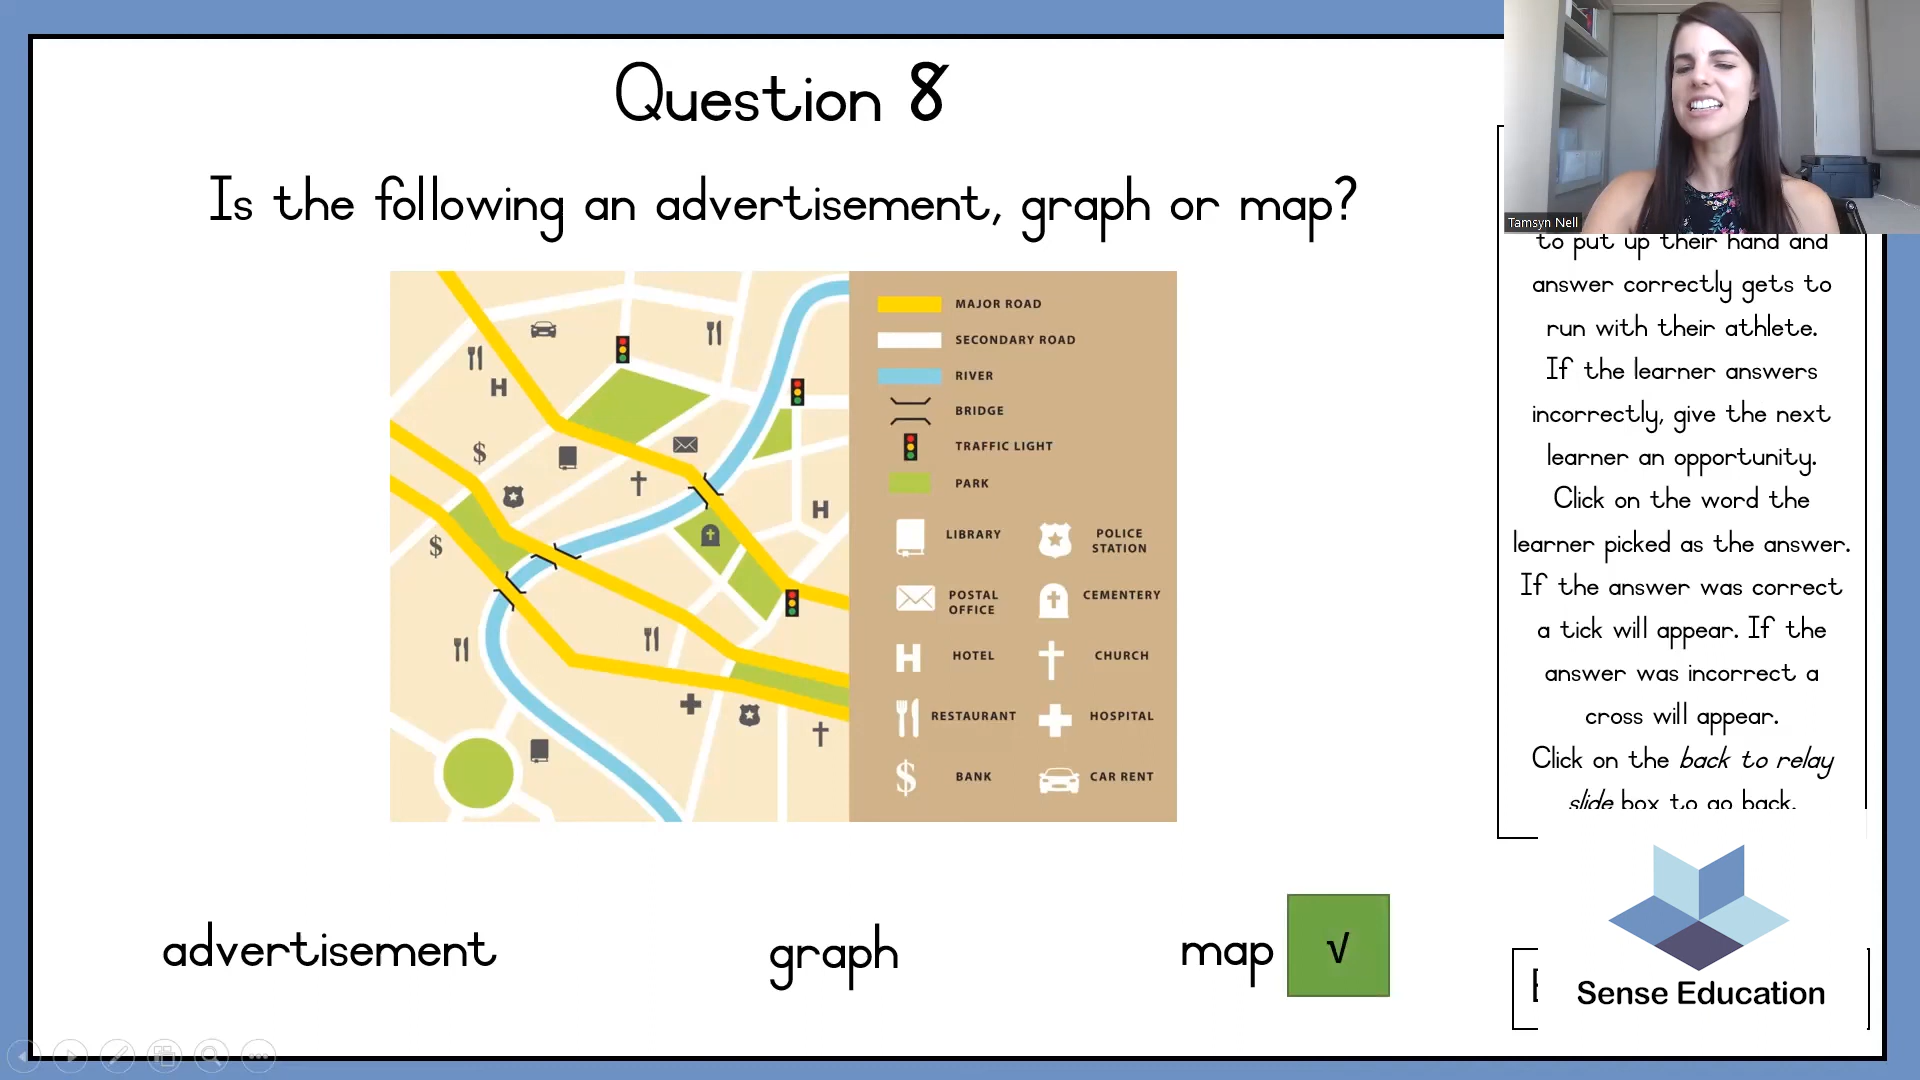 Question 8
Is the following an advertisement, graph or map?
MAJOR ROAD
SECONDARY ROAD
RIVER
BRIDGE
TRAFFIC LIGHT
PARK
LIBRARY
POLICE
STATION
POSTAL
OFFICE
CEMENTERY
H
HOTEL
CHURCH
RESTAURANT
HOSPITAL
$
BANK
CAR RENT
H
$
H
$
advertisement
graph
map √
Tamsyn Nell
to put up their hand and
answer correctly gets to
run with their athlete.
If the learner answers
incorrectly, give the next
learner an opportunity.
Click on the word the
learner picked as the answer.
If the answer was correct
a tick will appear. If the
answer was incorrect a
cross will appear.
Click on the back to relay
slide box to go back.
Sense Education